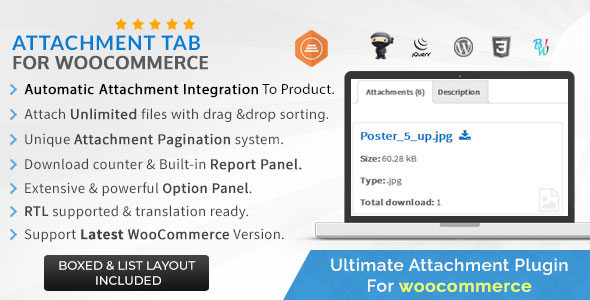 ATTACHMENT TAB
FOR WOOCOMMERCE
Automatic Attachment Integration To Product.
Attach Unlimited files with drag &drop sorting.
Unique Attachment Pagination system.
Download counter & Built-in Report Panel.
Extensive & powerful Option Panel.
RTL supported & translation ready.
Support Latest WooCommerce Version.
BOXED & LIST LAYOUT
INCLUDED
jQuery
W
3
BW
Attachments (6) Description
Poster_5_up.jpg
Size: 60.28 kB
Type: .jpg
Total download: 1
Ultimate Attachment Plugin
For woocommerce